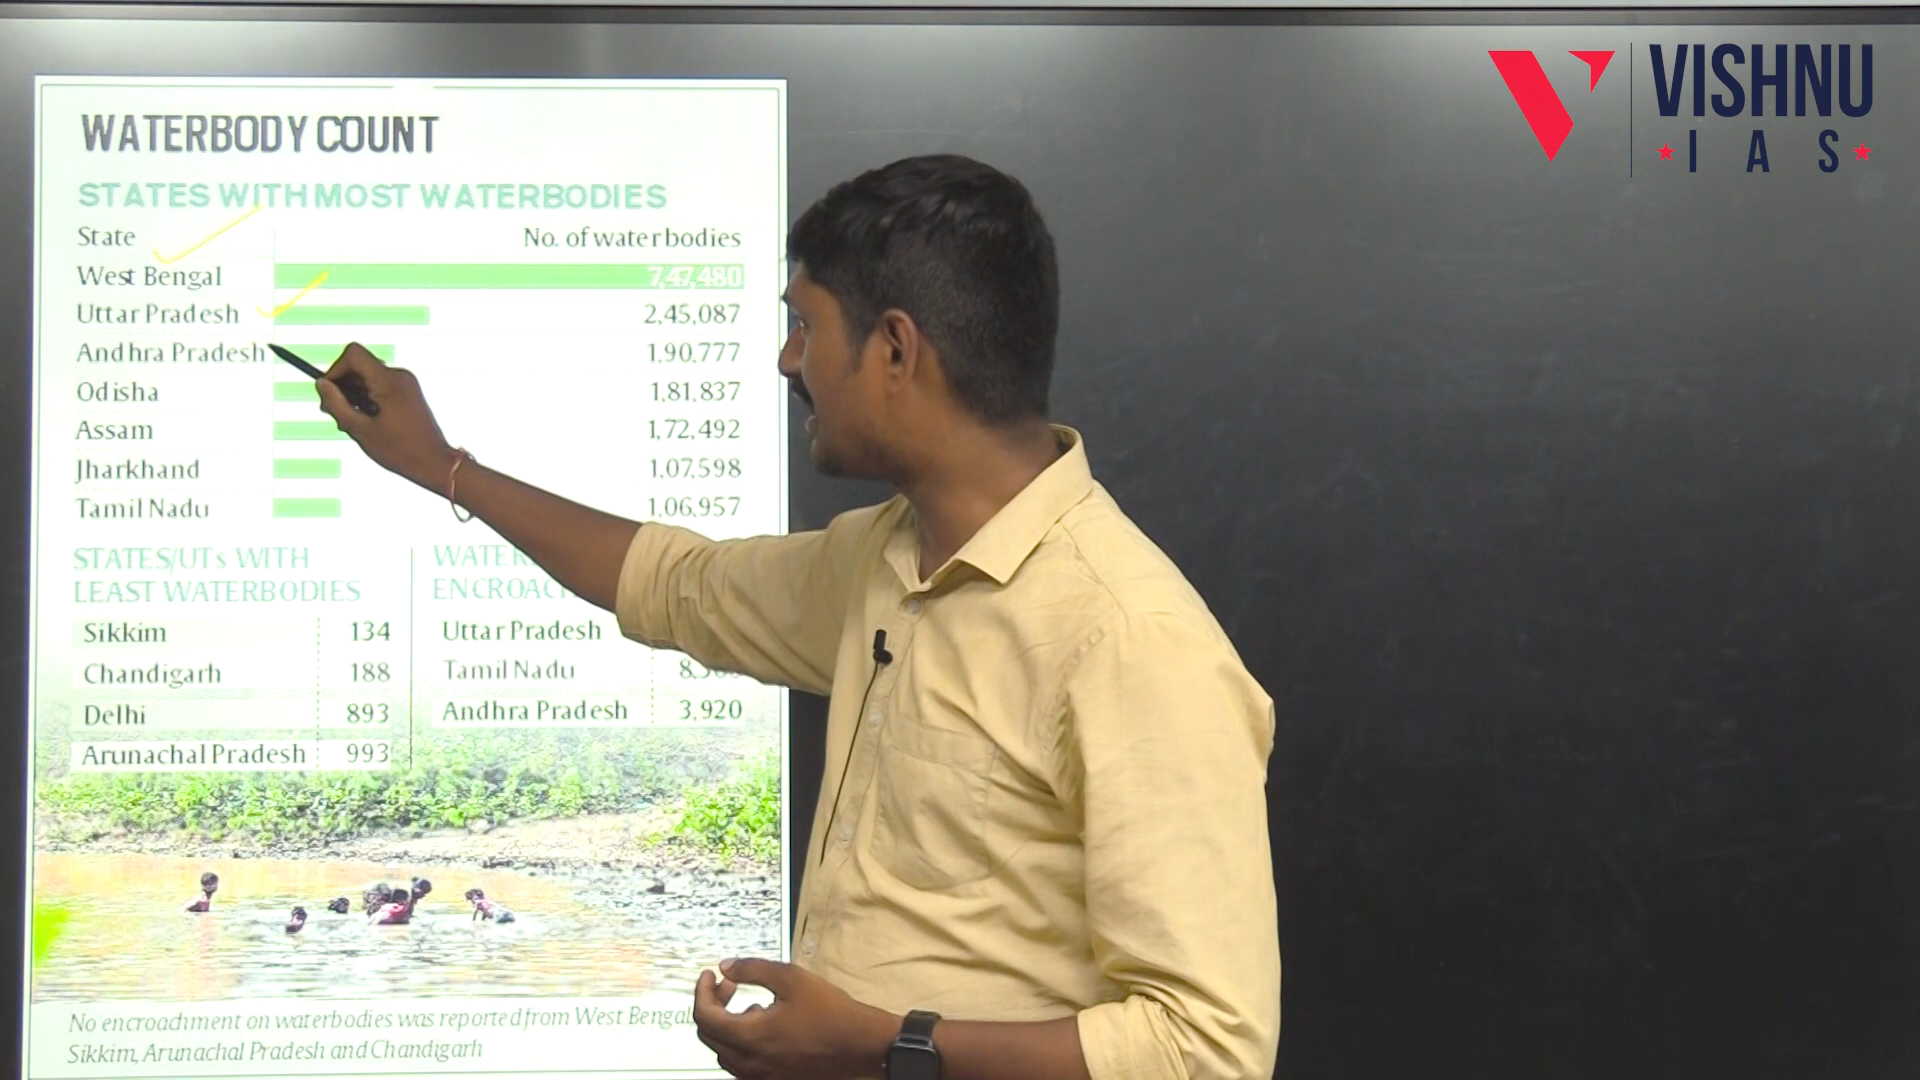 VISHNU
IAS
WATERBODY COUNT
STATES WITH MOST WATERBODIES
State No. of waterbodies
West Bengal 7,47,480
Uttar Pradesh 2,45,087
Andhra Pradesh 1,90,777
Odisha 1,81,837
Assam 1,72,492
Jharkhand 1,07,598
Tamil Nadu 1,06,957
STATES/UTs WITH
LEAST WATERBODIES
Sikkim 134
Chandigarh 188
Delhi 893
Arunachal Pradesh 993
Uttar Pradesh
Tamil Nadu
Andhra Pradesh 3,920
No encroachment on waterbodies was reported from West Bengal,
Sikkim, Arunachal Pradesh and Chandigarh